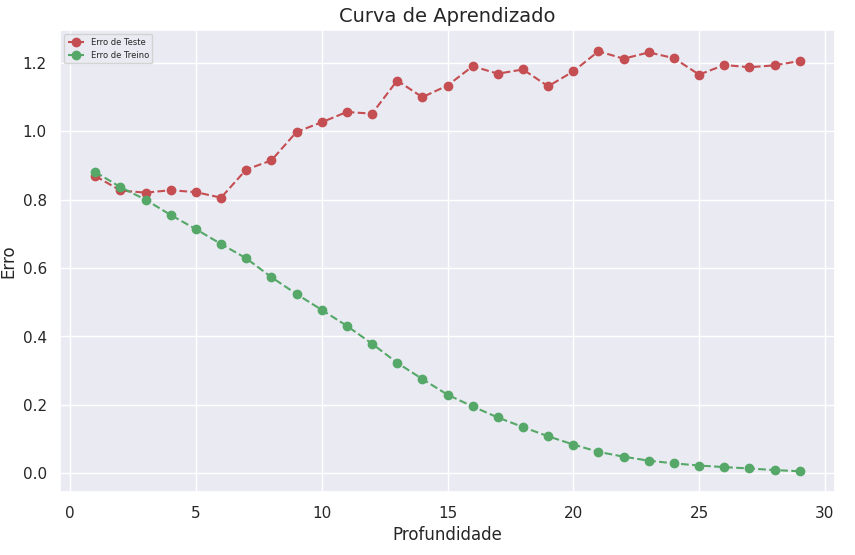 Curva de Aprendizado
Erro de Teste
Erro de Treino
1.2
1.0
0.8
0.6
0.4
0.2
0.0
Erro
0 5 10 15 20 25 30
Profundidade